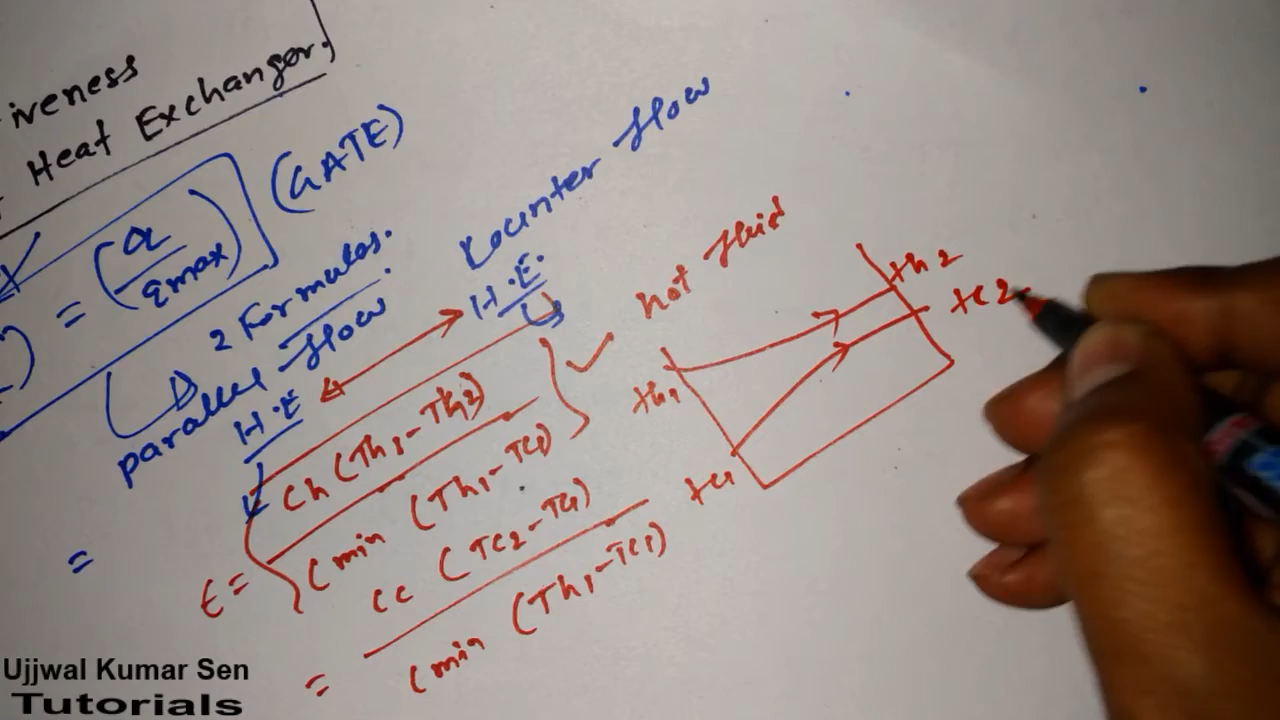 iveness
Heat Exchanger.
= (Q / Qmax) (GATE)
2 Formulas.
parallel flow
H.E
Counter flow
H.E.
Ch (Th1-Th2)
ε = Cmin (Th1-Tc1)
Cc (Tc2-Tc1)
= Cmin (Th1-Tc1)
=
hot fluid
th1
th2
tc1
tc2
Ujjwal Kumar Sen
Tutorials